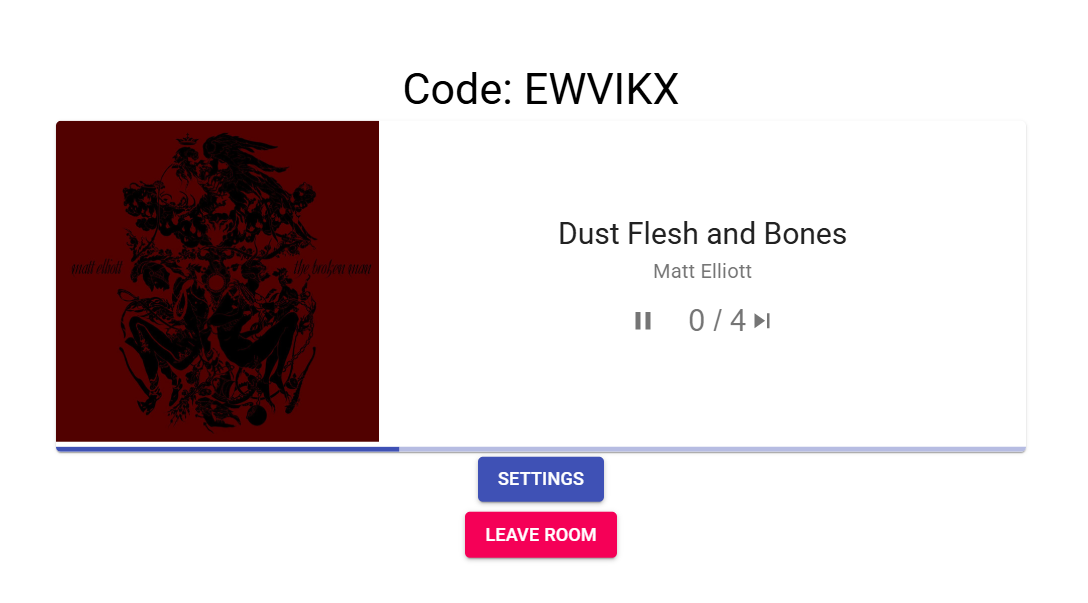 Code: EWVIKX
matt elliott
the broken man
Dust Flesh and Bones
Matt Elliott
0 / 4
SETTINGS
LEAVE ROOM